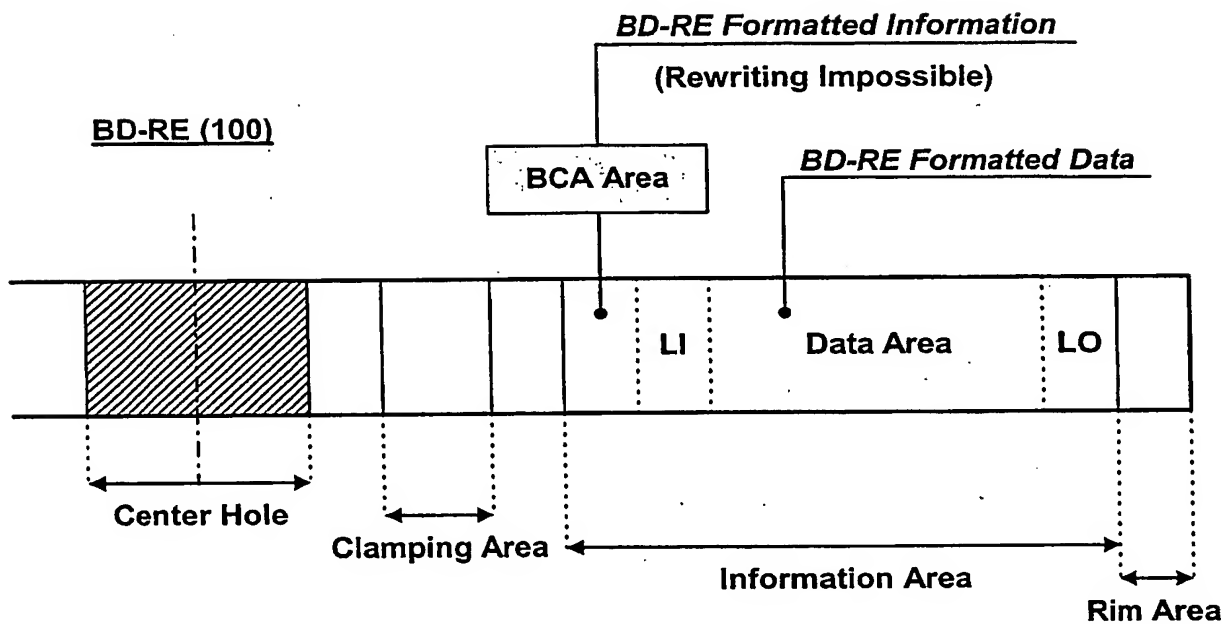 BD-RE Formatted Information
(Rewriting Impossible)
BD-RE (100)
BCA Area
BD-RE Formatted Data
LI
Data Area
LO
Center Hole
Clamping Area
Information Area
Rim Area